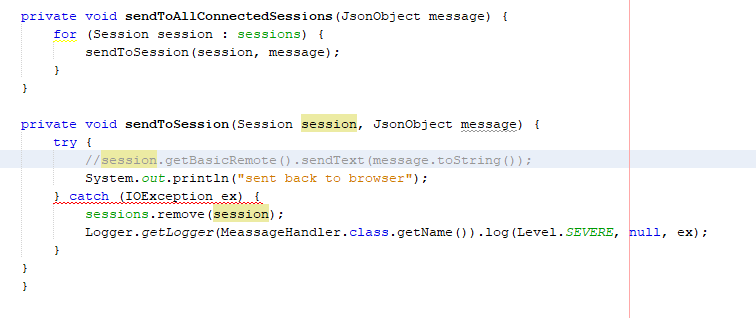 private void sendToAllConnectedSessions(JsonObject message) {
for (Session session : sessions) {
sendToSession(session, message);
}
}
private void sendToSession(Session session, JsonObject message) {
try {
//session.getBasicRemote().sendText(message.toString());
System.out.println("sent back to browser");
} catch (IOException ex) {
sessions.remove(session);
Logger.getLogger(MeassageHandler.class.getName()).log(Level.SEVERE, null, ex);
}
}
}